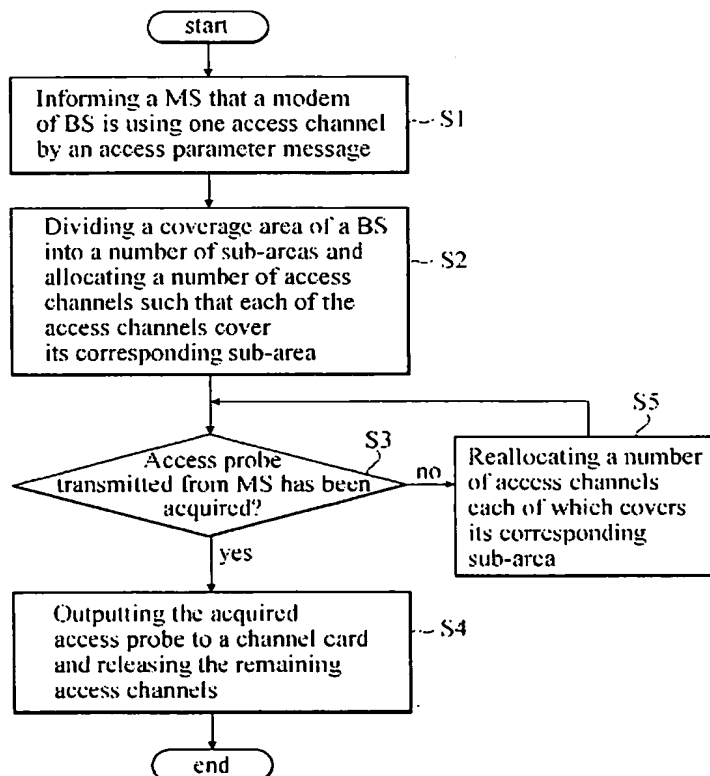 start
Informing a MS that a modem
of BS is using one access channel
by an access parameter message
S1
Dividing a coverage area of a BS
into a number of sub-areas and
allocating a number of access
channels such that each of the
access channels cover
its corresponding sub-area
S2
Access probe
transmitted from MS has been
acquired?
S3
no
yes
S5
Reallocating a number
of access channels
each of which covers
its corresponding
sub-area
Outputting the acquired
access probe to a channel card
and releasing the remaining
access channels
S4
end